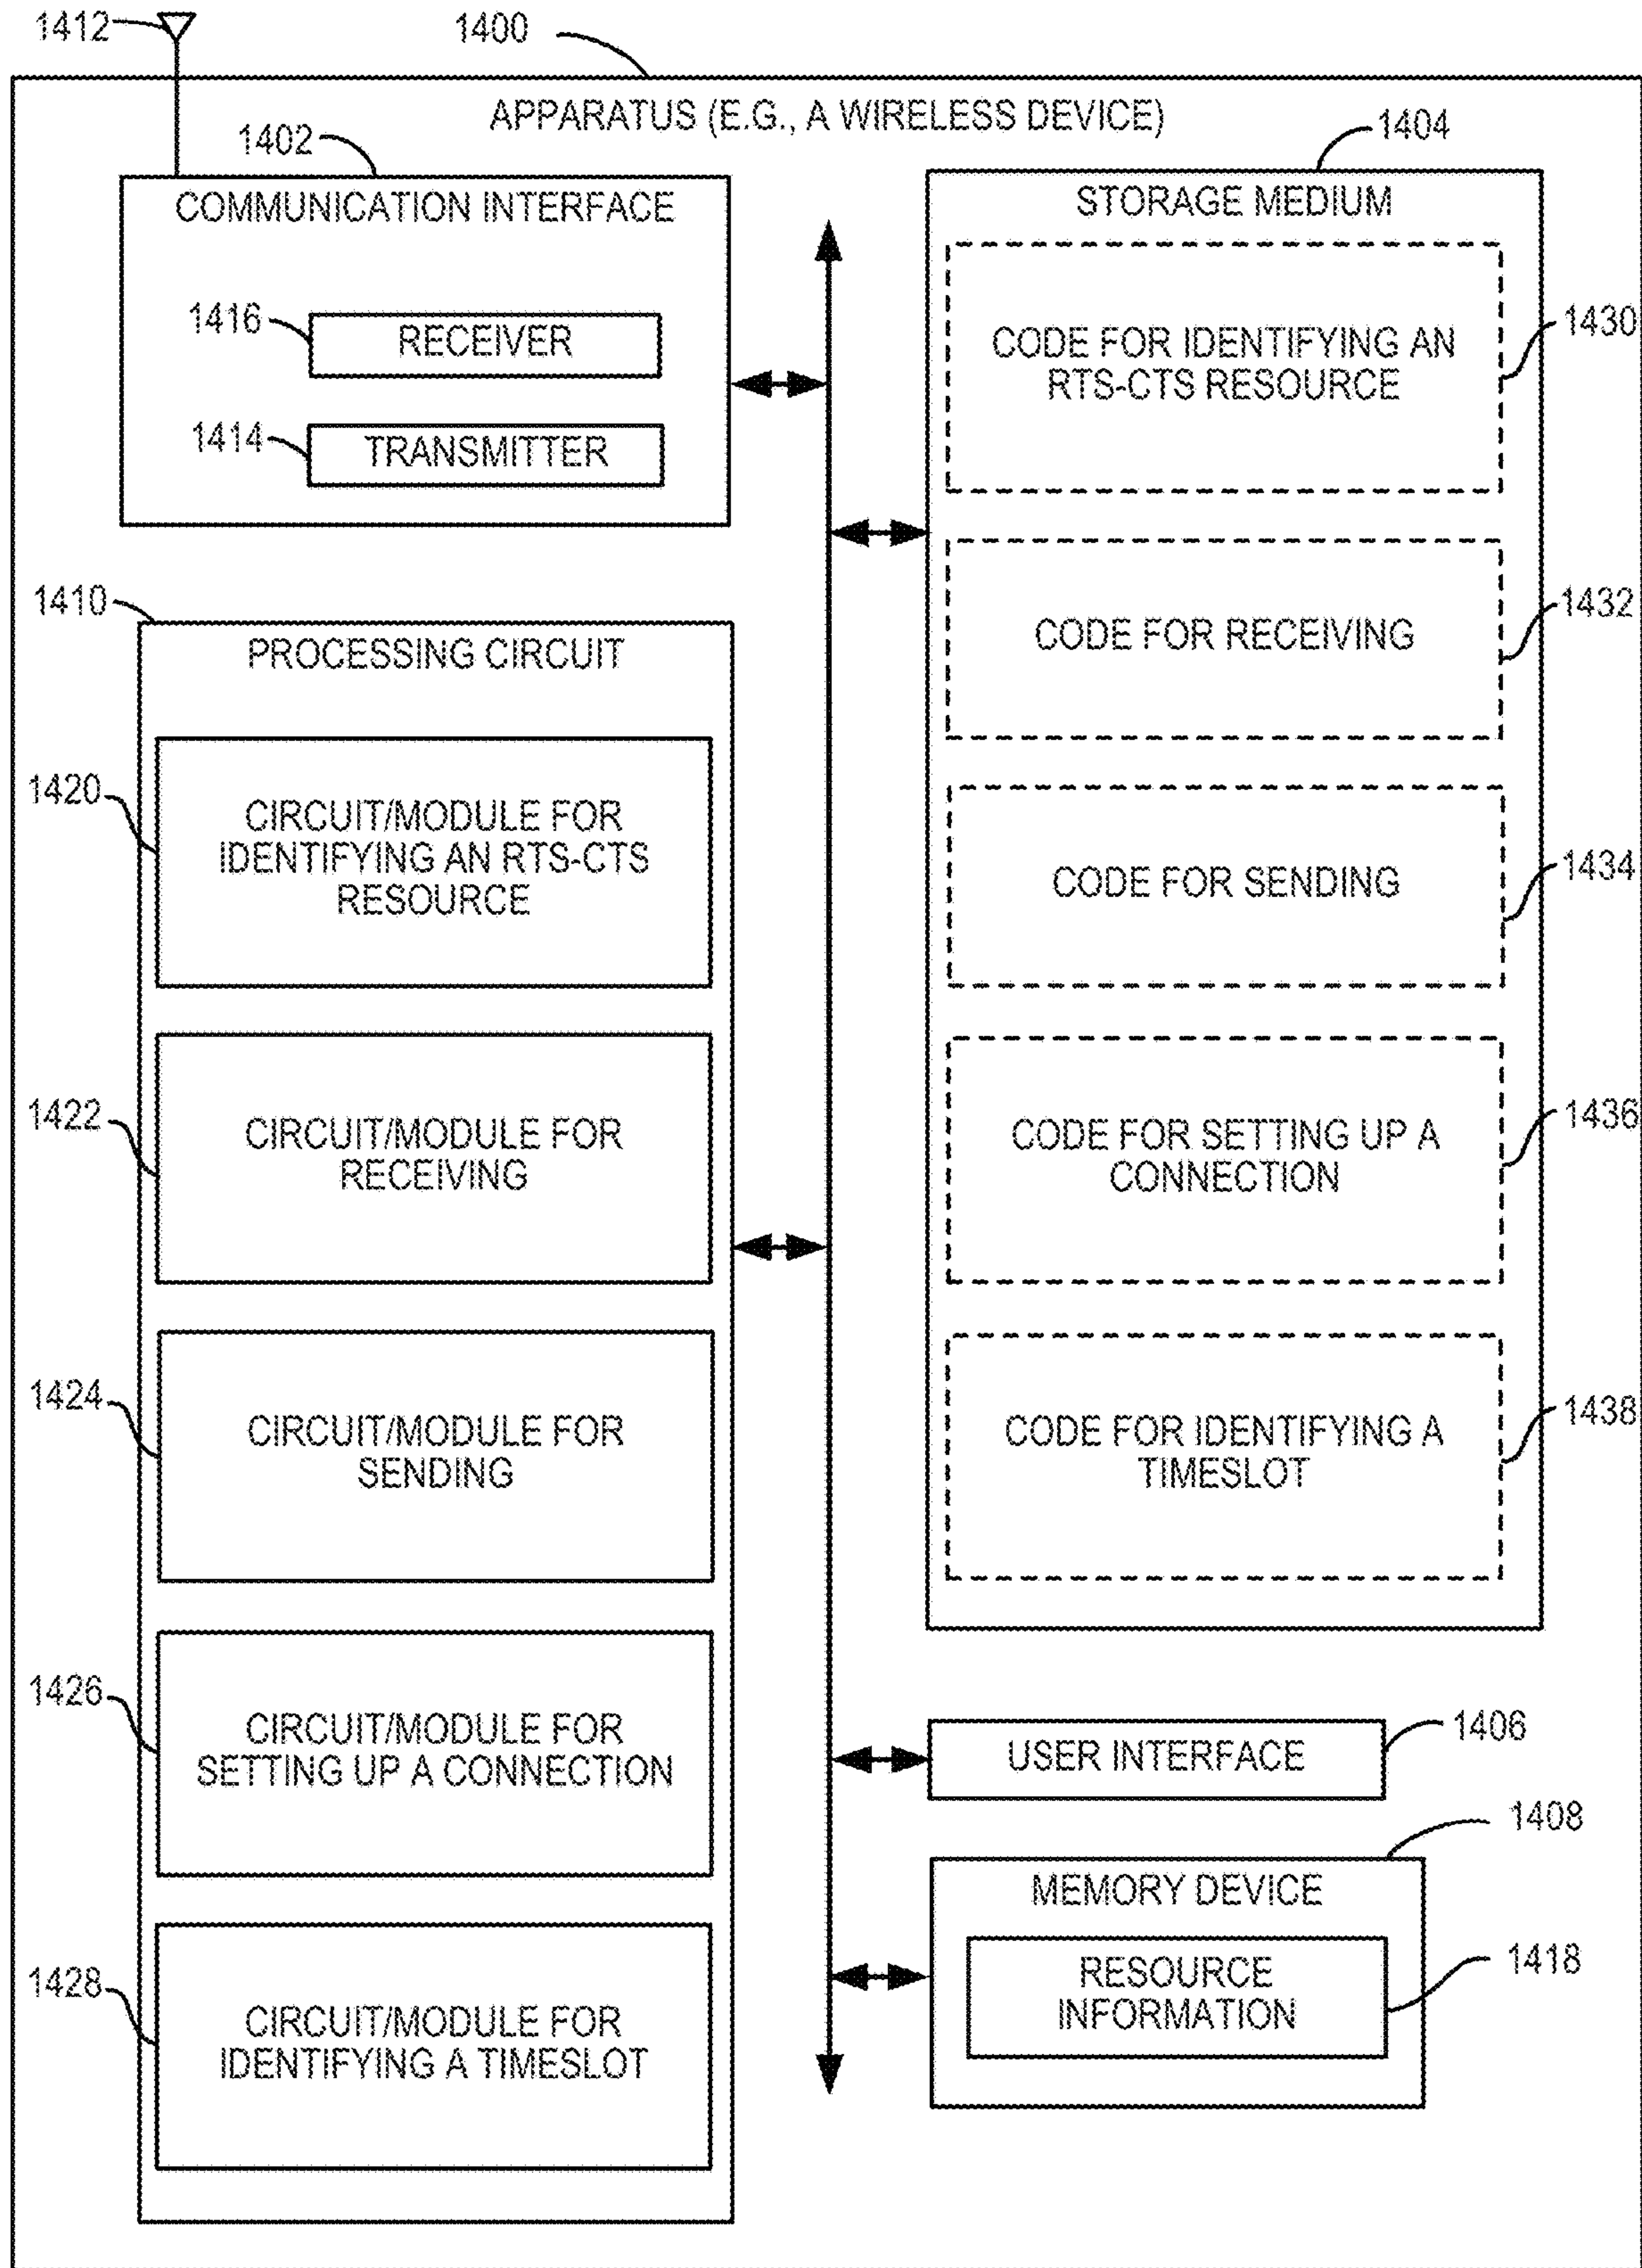 1412
1400
APPARATUS (E.G., A WIRELESS DEVICE)
1402
COMMUNICATION INTERFACE
1416
RECEIVER
1414
TRANSMITTER
1410
PROCESSING CIRCUIT
1420
CIRCUIT/MODULE FOR
IDENTIFYING AN RTS-CTS
RESOURCE
1422
CIRCUIT/MODULE FOR
RECEIVING
1424
CIRCUIT/MODULE FOR
SENDING
1426
CIRCUIT/MODULE FOR
SETTING UP A CONNECTION
1428
CIRCUIT/MODULE FOR
IDENTIFYING A TIMESLOT
1404
STORAGE MEDIUM
1430
CODE FOR IDENTIFYING AN
RTS-CTS RESOURCE
1432
CODE FOR RECEIVING
1434
CODE FOR SENDING
1436
CODE FOR SETTING UP A
CONNECTION
1438
CODE FOR IDENTIFYING A
TIMESLOT
1406
USER INTERFACE
1408
MEMORY DEVICE
1418
RESOURCE
INFORMATION